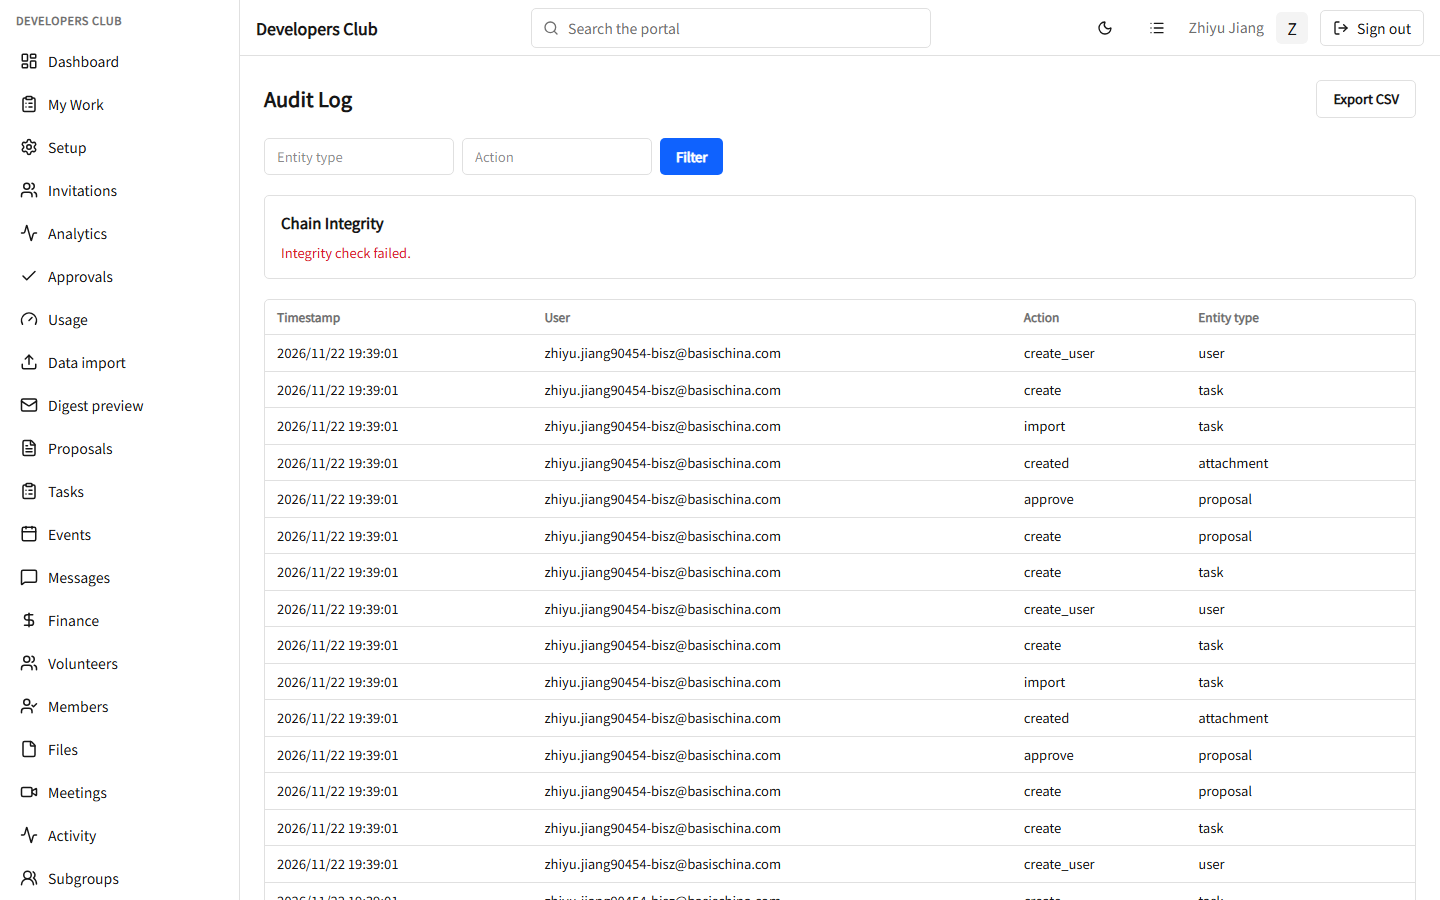 DEVELOPERS CLUB
Dashboard
My Work
Setup
Invitations
Analytics
Approvals
Usage
Data import
Digest preview
Proposals
Tasks
Events
Messages
Finance
Volunteers
Members
Files
Meetings
Activity
Subgroups
Developers Club
Search the portal
Zhiyu Jiang
Z
Sign out
Audit Log
Export CSV
Entity type
Action
Filter
Chain Integrity
Integrity check failed.
Timestamp User Action Entity type
2026/11/22 19:39:01 zhiyu.jiang90454-bisz@basischina.com create_user user
2026/11/22 19:39:01 zhiyu.jiang90454-bisz@basischina.com create task
2026/11/22 19:39:01 zhiyu.jiang90454-bisz@basischina.com import task
2026/11/22 19:39:01 zhiyu.jiang90454-bisz@basischina.com created attachment
2026/11/22 19:39:01 zhiyu.jiang90454-bisz@basischina.com approve proposal
2026/11/22 19:39:01 zhiyu.jiang90454-bisz@basischina.com create proposal
2026/11/22 19:39:01 zhiyu.jiang90454-bisz@basischina.com create task
2026/11/22 19:39:01 zhiyu.jiang90454-bisz@basischina.com create_user user
2026/11/22 19:39:01 zhiyu.jiang90454-bisz@basischina.com create task
2026/11/22 19:39:01 zhiyu.jiang90454-bisz@basischina.com import task
2026/11/22 19:39:01 zhiyu.jiang90454-bisz@basischina.com created attachment
2026/11/22 19:39:01 zhiyu.jiang90454-bisz@basischina.com approve proposal
2026/11/22 19:39:01 zhiyu.jiang90454-bisz@basischina.com create proposal
2026/11/22 19:39:01 zhiyu.jiang90454-bisz@basischina.com create task
2026/11/22 19:39:01 zhiyu.jiang90454-bisz@basischina.com create_user user